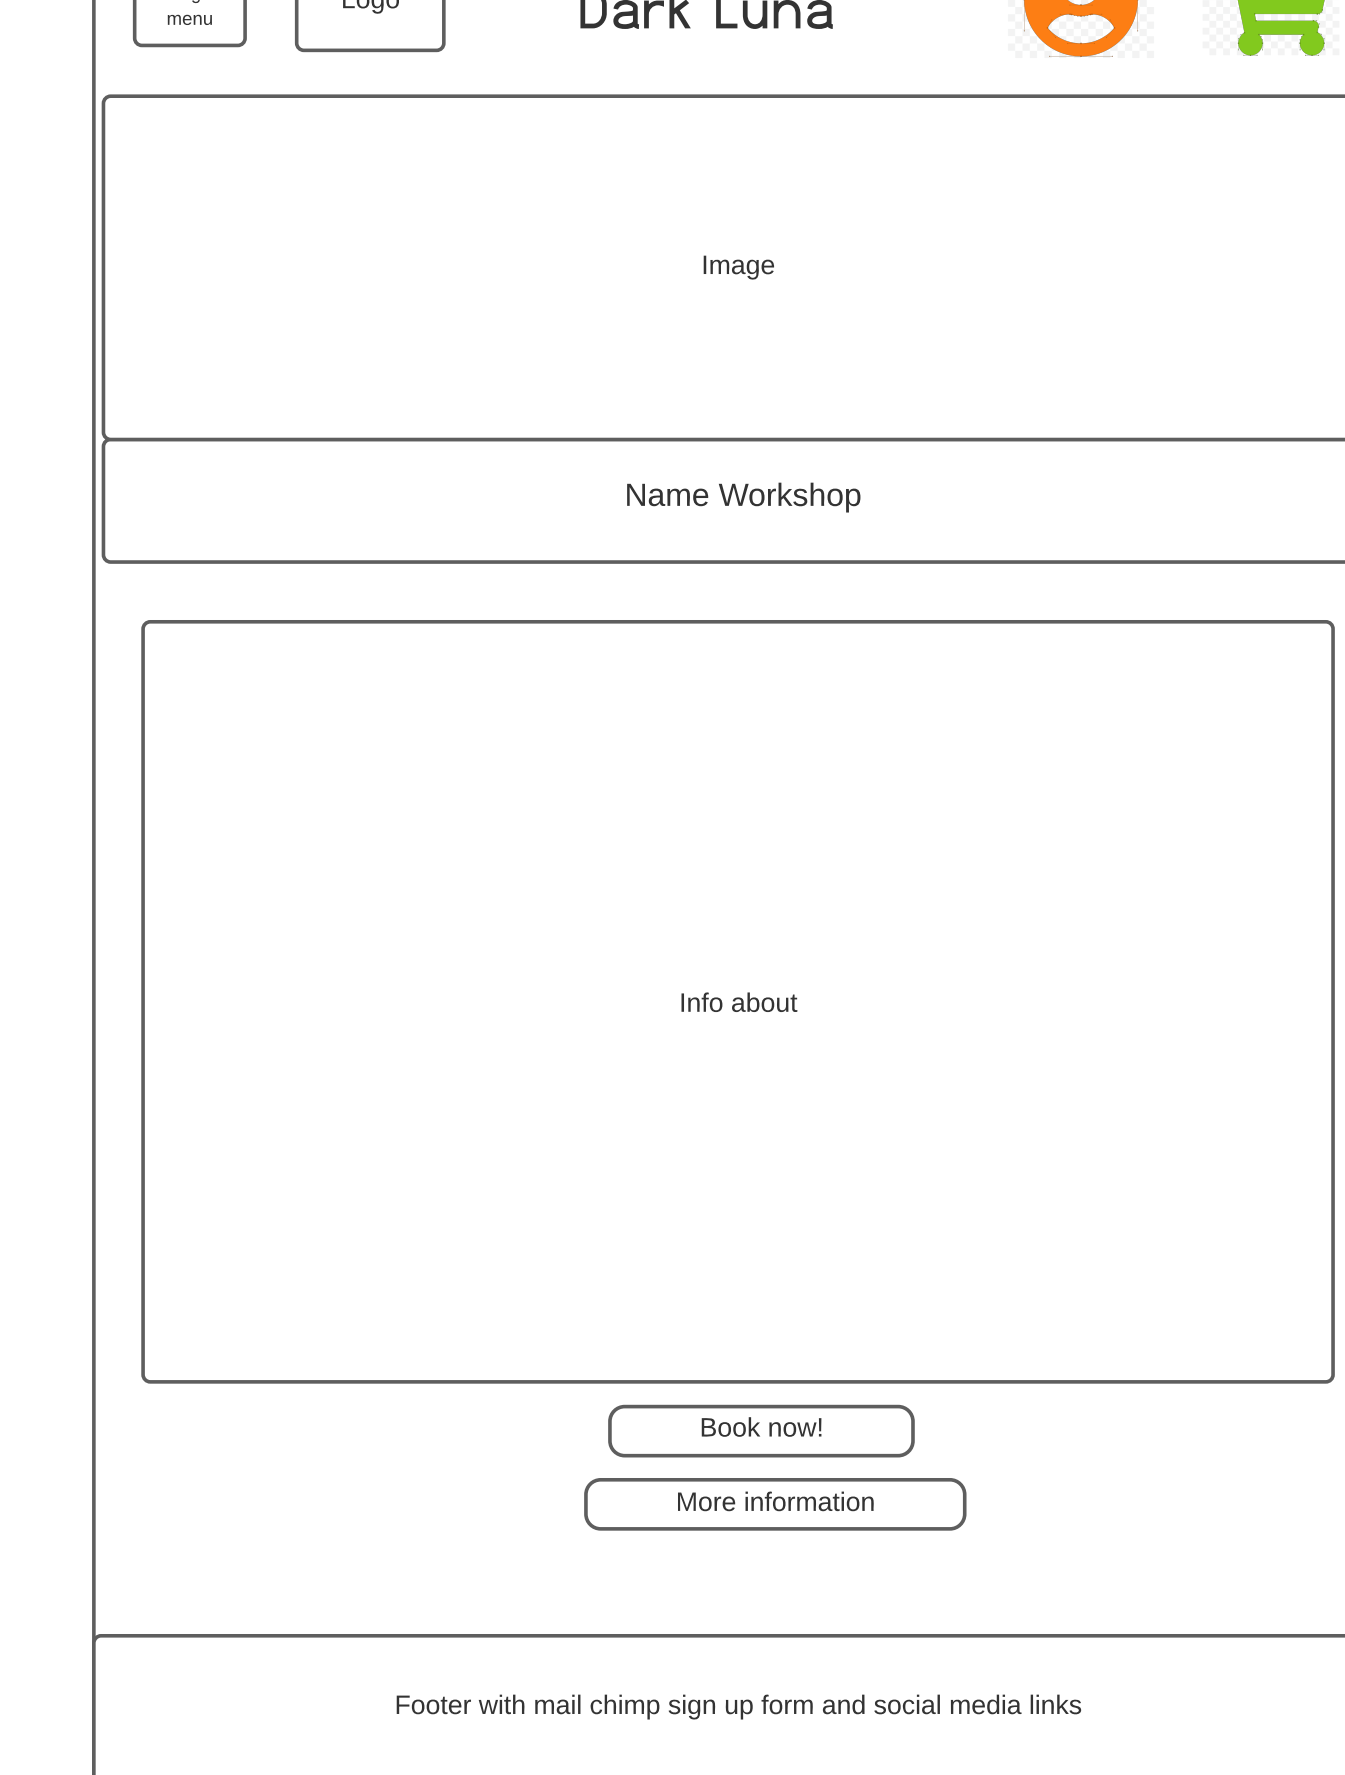 menu
Logo
Dark Luna
Image
Name Workshop
Info about
Book now!
More information
Footer with mail chimp sign up form and social media links